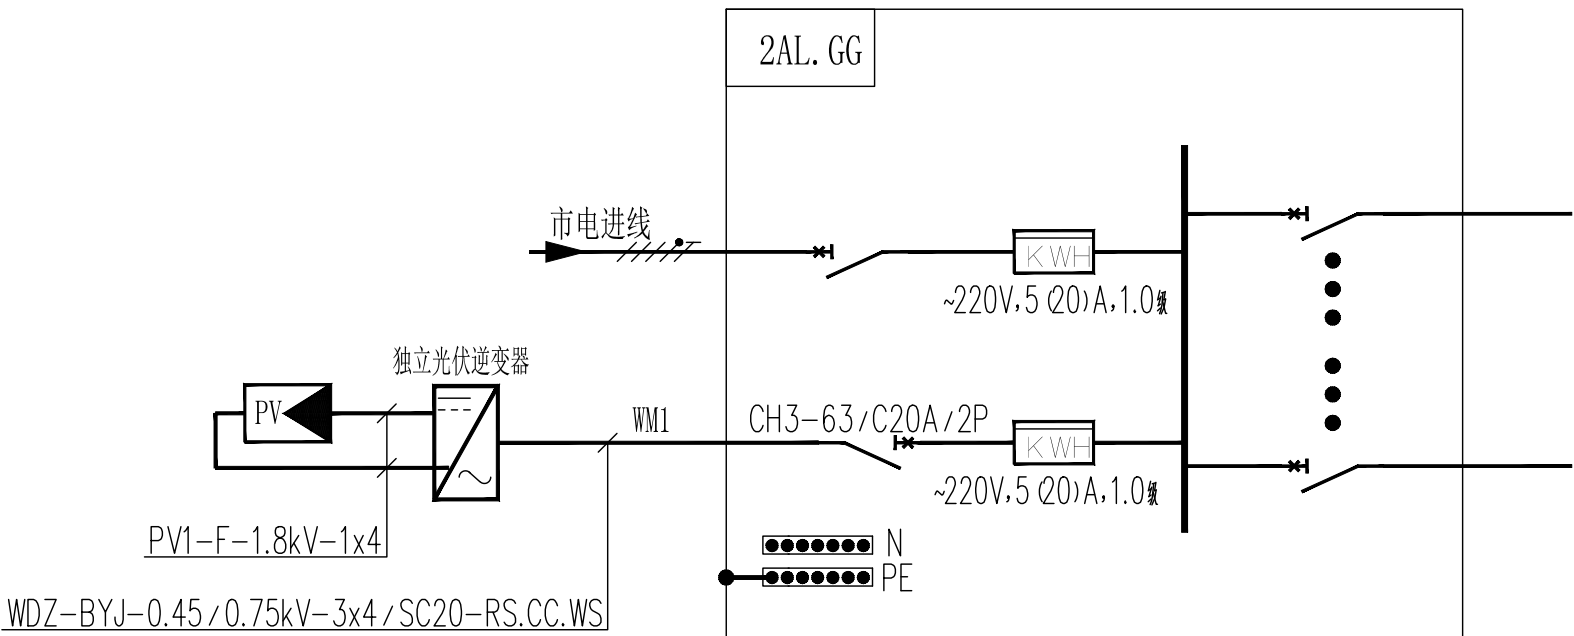 2AL.GG
市电进线
KWH
~220V,5(20)A,1.0级
独立光伏逆变器
PV
WM1
CH3-63/C20A/2P
KWH
~220V,5(20)A,1.0级
PV1-F-1.8kV-1x4
N
PE
WDZ-BYJ-0.45/0.75kV-3x4/SC20-RS.CC.WS